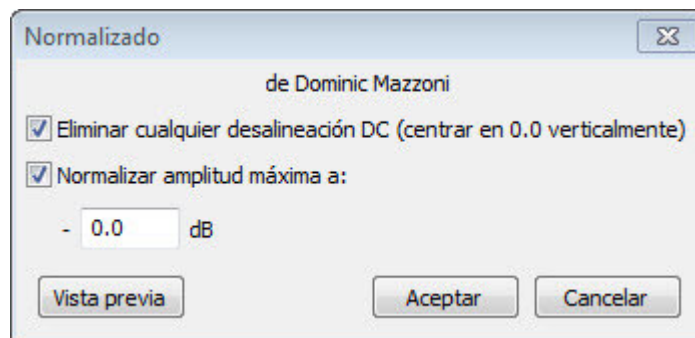 Normalizado
de Dominic Mazzoni
Eliminar cualquier desalineación DC (centrar en 0.0 verticalmente)
Normalizar amplitud máxima a:
- 0.0 dB
Vista previa Aceptar Cancelar